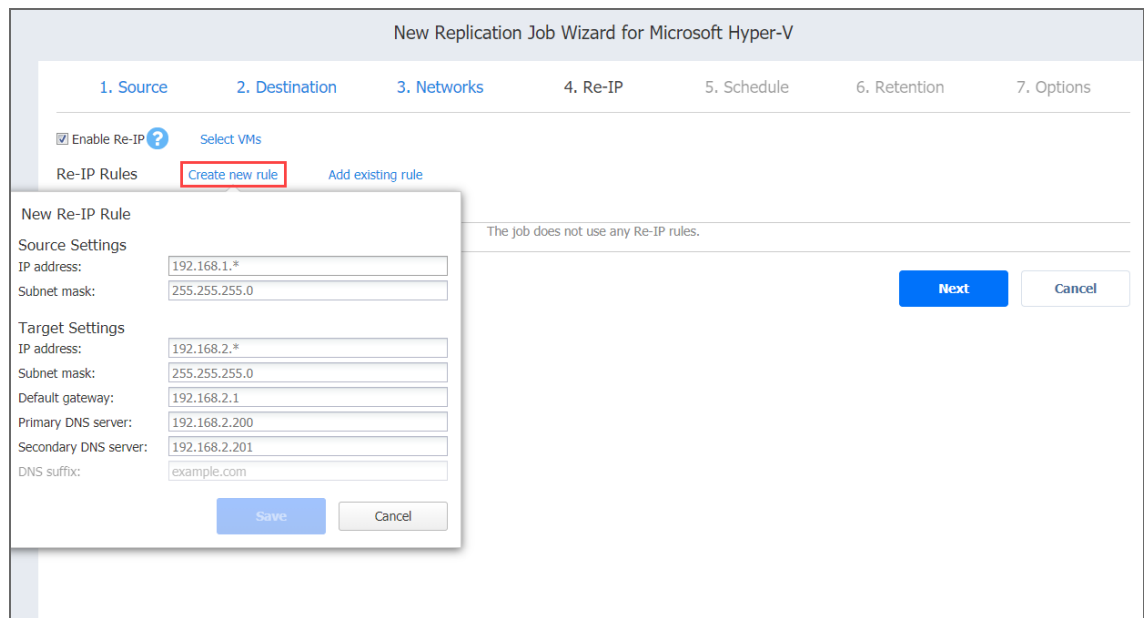 New Replication Job Wizard for Microsoft Hyper-V
1. Source 2. Destination 3. Networks 4. Re-IP 5. Schedule 6. Retention 7. Options
Enable Re-IP ? Select VMs
Re-IP Rules Create new rule Add existing rule
The job does not use any Re-IP rules.
Next Cancel
New Re-IP Rule
Source Settings
IP address: 192.168.1.*
Subnet mask: 255.255.255.0
Target Settings
IP address: 192.168.2.*
Subnet mask: 255.255.255.0
Default gateway: 192.168.2.1
Primary DNS server: 192.168.2.200
Secondary DNS server: 192.168.2.201
DNS suffix: example.com
Save Cancel